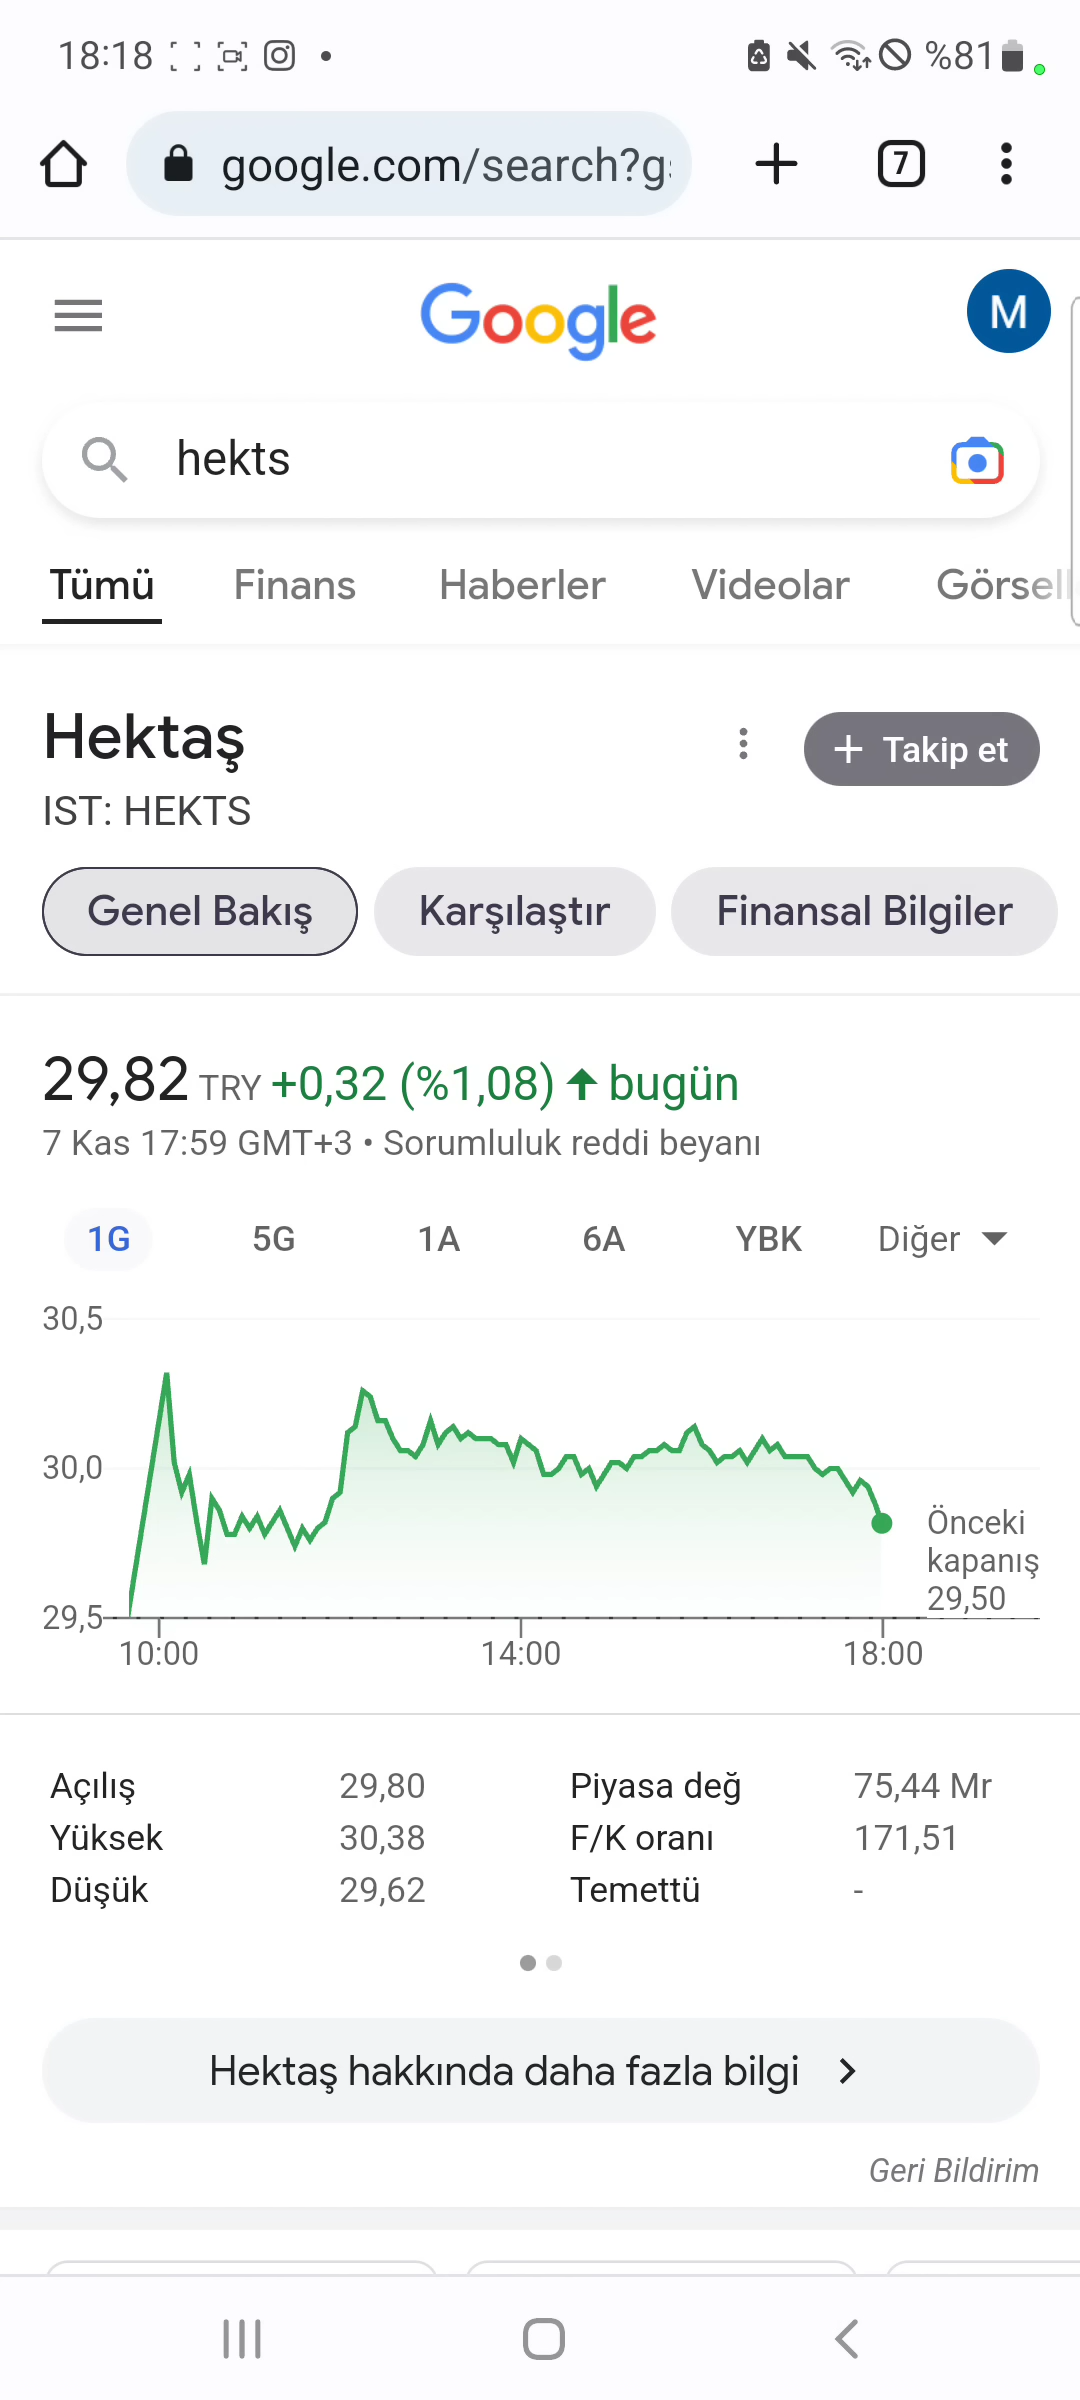 18:18
%81
google.com/search?g
7
Google
M
hekts
Tümü Finans Haberler Videolar Görsell
Hektaş
+ Takip et
IST: HEKTS
Genel Bakış Karşılaştır Finansal Bilgiler
29,82 TRY +0,32 (%1,08) bugün
7 Kas 17:59 GMT+3 • Sorumluluk reddi beyanı
1G 5G 1A 6A YBK Diğer
30,5
30,0
29,5
Önceki
kapanış
29,50
10:00 14:00 18:00
Açılış 29,80 Piyasa değ 75,44 Mr
Yüksek 30,38 F/K oranı 171,51
Düşük 29,62 Temettü -
Hektaş hakkında daha fazla bilgi
Geri Bildirim